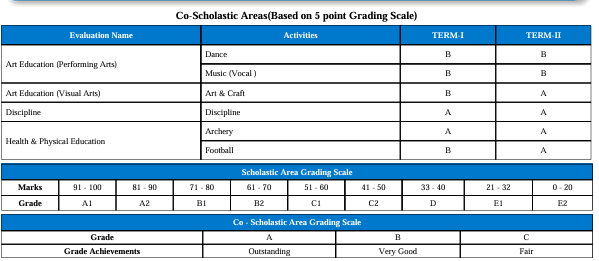 Co-Scholastic Areas(Based on 5 point Grading Scale)
Evaluation Name Activities TERM-I TERM-II
Art Education (Performing Arts) Dance B B
Music (Vocal ) B B
Art Education (Visual Arts) Art & Craft B A
Discipline Discipline A A
Health & Physical Education Archery A A
Football B A
Scholastic Area Grading Scale
Marks 91 - 100 81 - 90 71 - 80 61 - 70 51 - 60 41 - 50 33 - 40 21 - 32 0 - 20
Grade A1 A2 B1 B2 C1 C2 D E1 E2
Co - Scholastic Area Grading Scale
Grade A B C
Grade Achievements Outstanding Very Good Fair